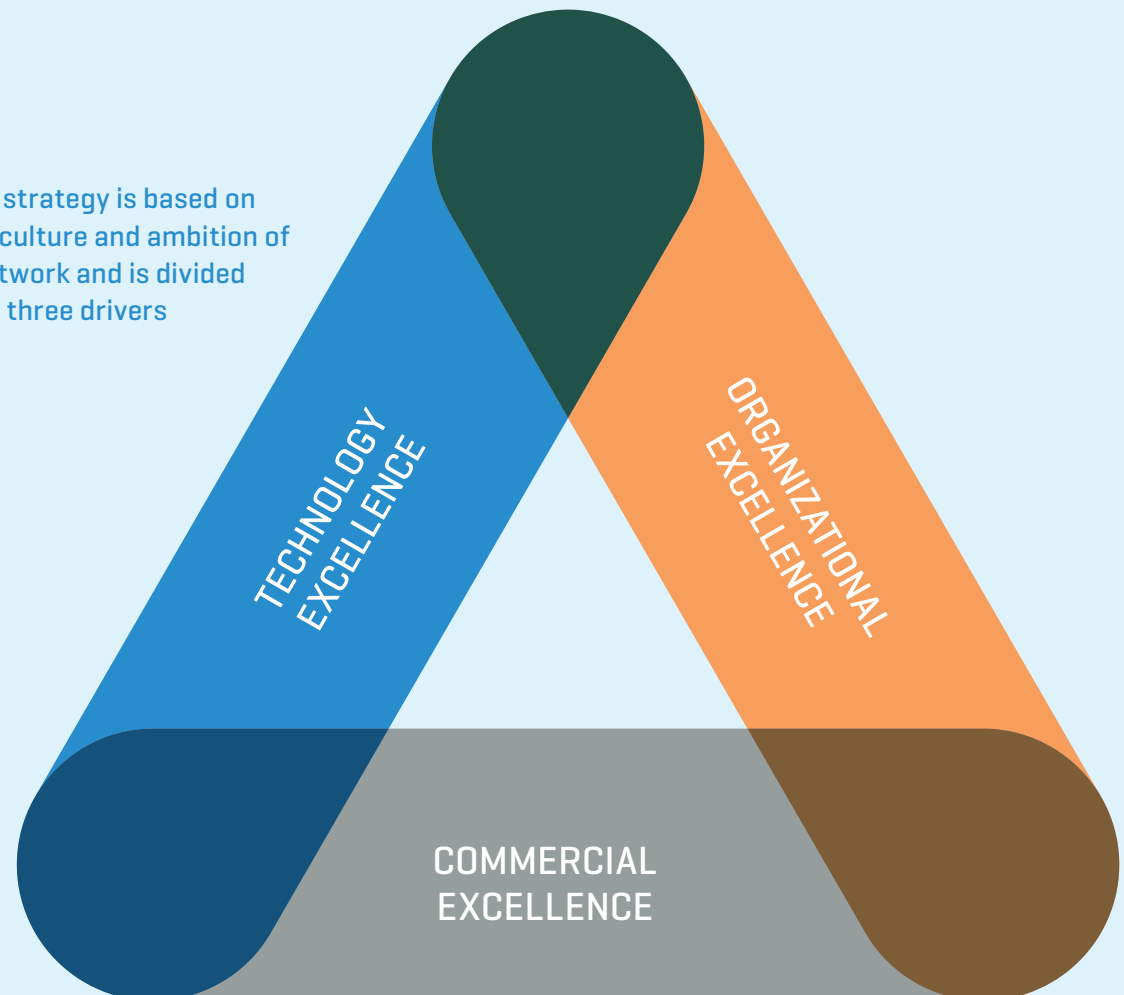 strategy is based on
culture and ambition of
twork and is divided
three drivers
TECHNOLOGY
EXCELLENCE
ORGANIZATIONAL
EXCELLENCE
COMMERCIAL
EXCELLENCE